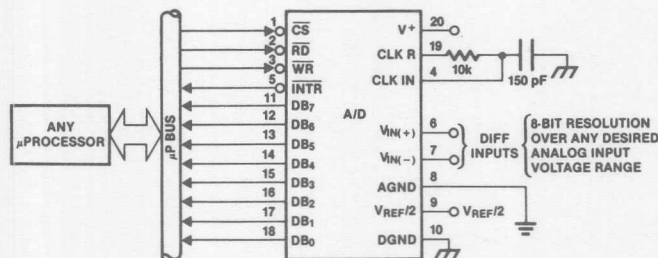 ANY
µPROCESSOR
µP BUS
1 CS
2 RD
3 WR
5 INTR
11 DB7
12 DB6
13 DB5
14 DB4
15 DB3
16 DB2
17 DB1
18 DB0
A/D
V+ 20
CLK R 19
10k
CLK IN 4
150 pF
VIN(+) 6
VIN(−) 7
DIFF
INPUTS
8-BIT RESOLUTION
OVER ANY DESIRED
ANALOG INPUT
VOLTAGE RANGE
AGND 8
VREF/2 9 VREF/2
DGND 10